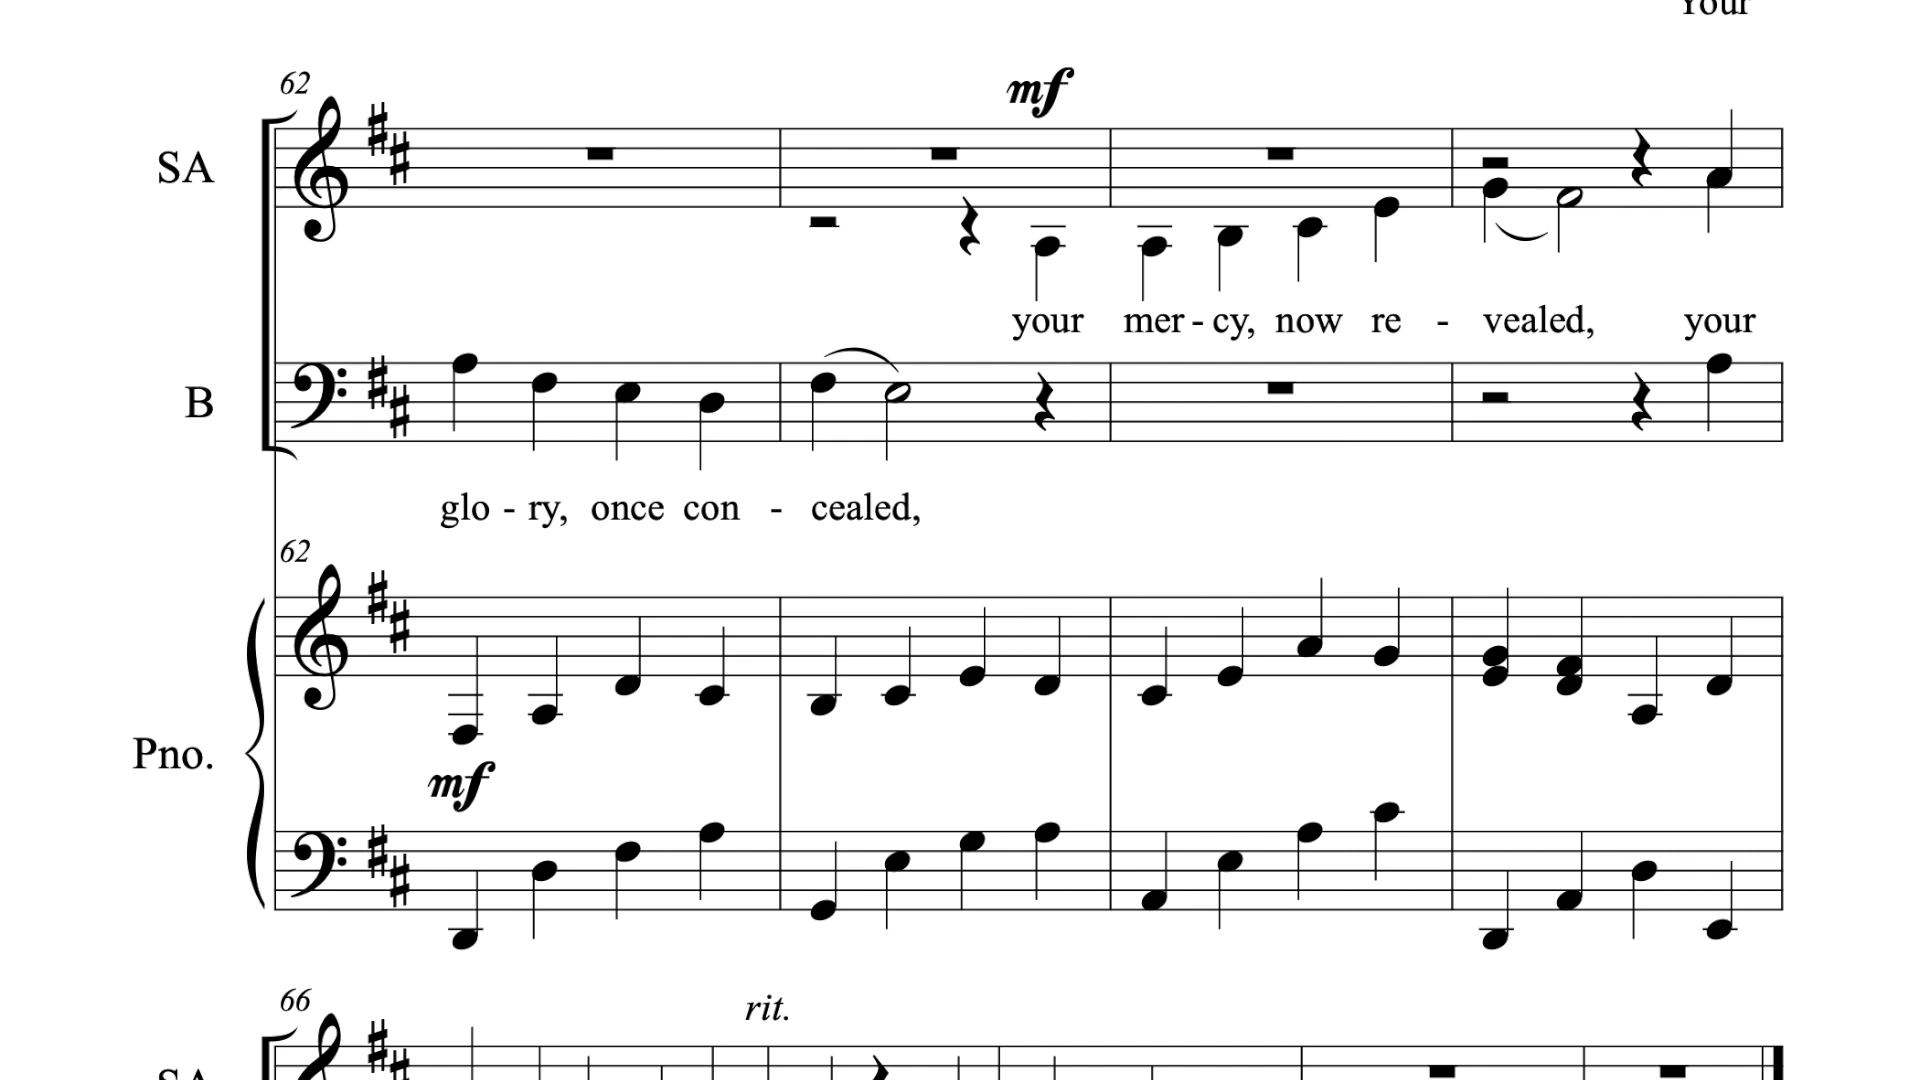 Your
62
mf
SA
your mer - cy, now re - vealed, your
B
glo - ry, once con - cealed,
62
Pno.
mf
66
rit.
SA